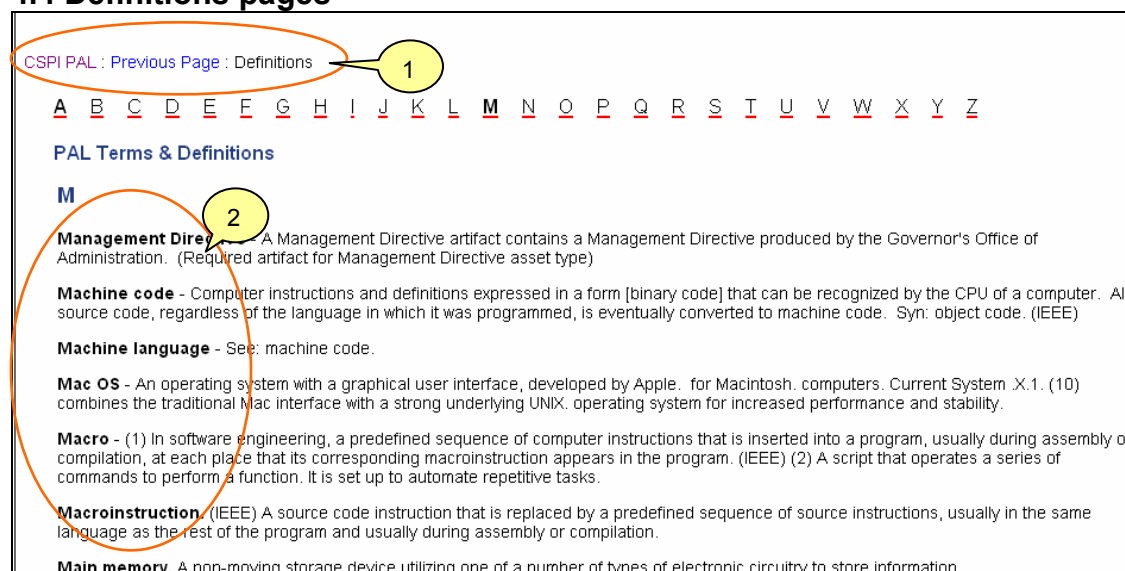 4.4 Definitions pages
CSPI PAL : Previous Page : Definitions
1
A B C D E F G H I J K L M N O P Q R S T U V W X Y Z
PAL Terms & Definitions
M
2
Management - A Management Directive artifact contains a Management Directive produced by the Governor's Office of
Administration. (Required artifact for Management Directive asset type)
Machine code - Computer instructions and definitions expressed in a form [binary code] that can be recognized by the CPU of a computer.
source code, regardless of the language in which it was programmed, is eventually converted to machine code. Syn: object code. (IEEE)
Machine language - See: machine code.
Mac OS - An operating system with a graphical user interface, developed by Apple. for Macintosh. computers. Current System .X.1. (10)
combines the traditional Mac interface with a strong underlying UNIX. operating system for increased performance and stability.
Macro - (1) In software engineering, a predefined sequence of computer instructions that is inserted into a program, usually during assembly
compilation, at each place that its corresponding macroinstruction appears in the program. (IEEE) (2) A script that operates a series of
commands to perform a function. It is set up to automate repetitive tasks.
Macroinstruction. (IEEE) A source code instruction that is replaced by a predefined sequence of source instructions, usually in the same
language as the rest of the program and usually during assembly or compilation.
Main memory. A non-moving storage device utilizing one of a number of types of electronic circuitry to store information.